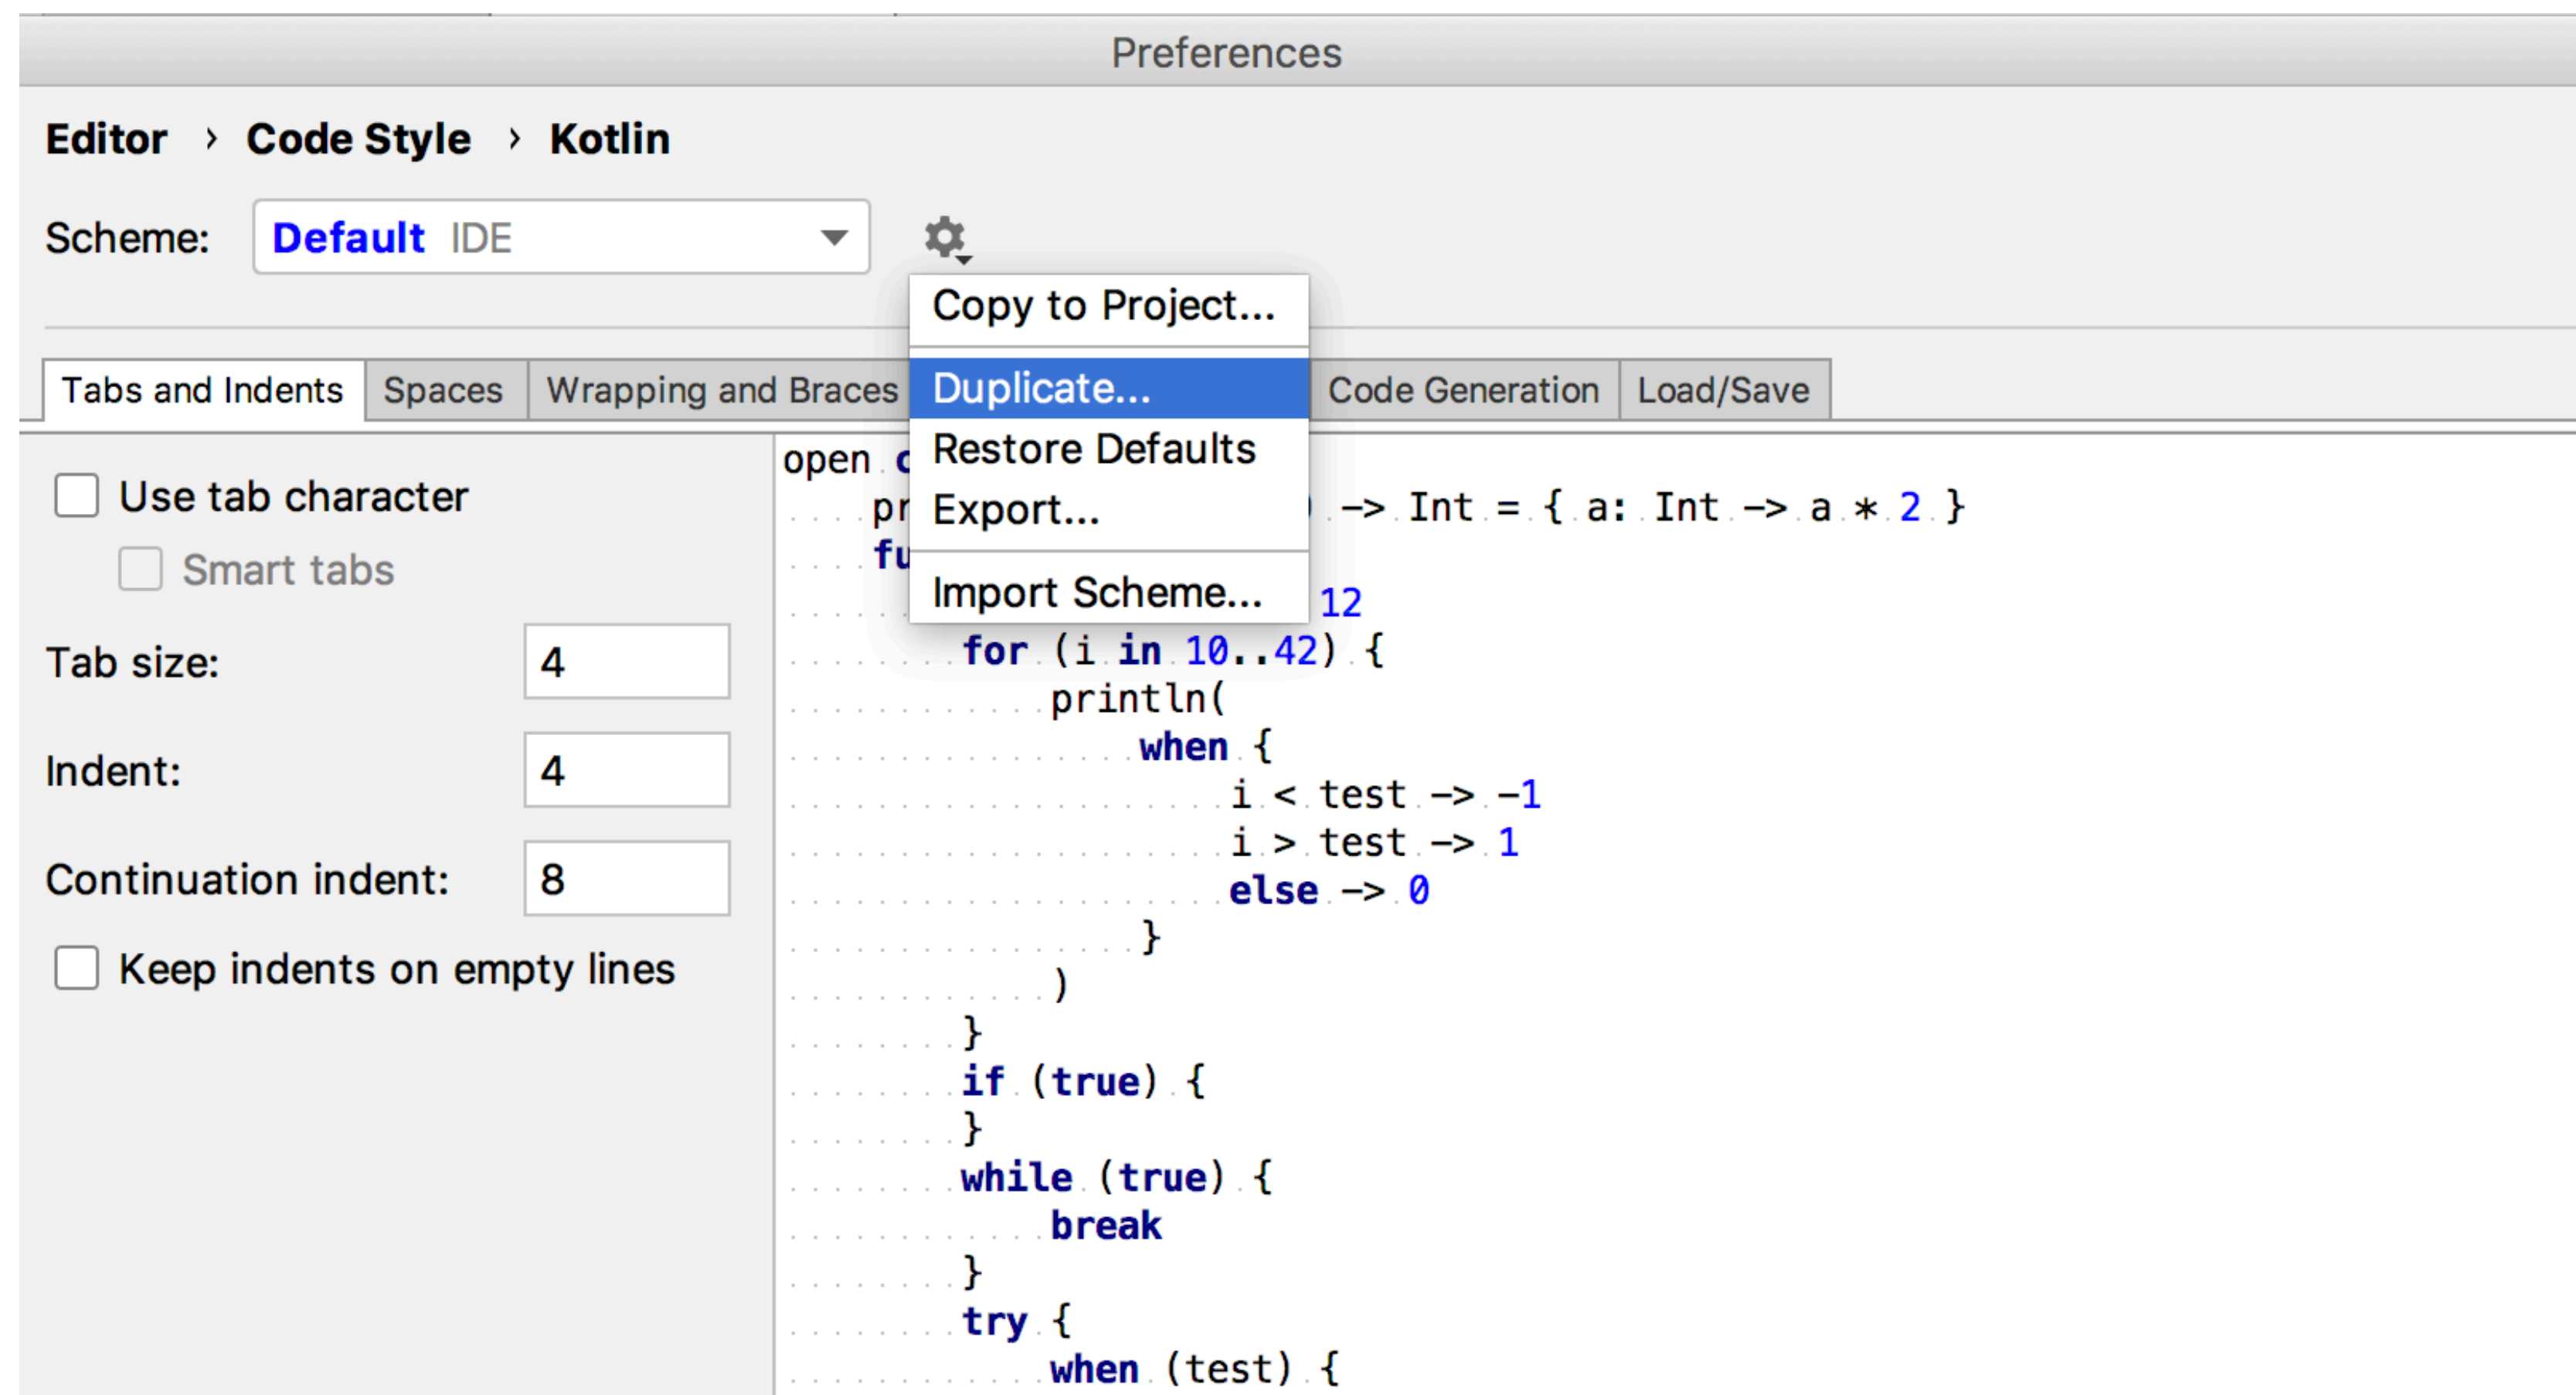 Preferences
Editor › Code Style › Kotlin
Scheme: Default IDE
Copy to Project...
Duplicate...
Restore Defaults
Export...
Import Scheme...
Tabs and Indents Spaces Wrapping and Braces Code Generation Load/Save
Use tab character
Smart tabs
Tab size: 4
Indent: 4
Continuation indent: 8
Keep indents on empty lines
open
-> Int = { a: Int -> a * 2 }
12
for (i in 10..42) {
println(
when {
i < test -> -1
i > test -> 1
else -> 0
}
)
}
if (true) {
}
while (true) {
break
}
try {
when (test) {